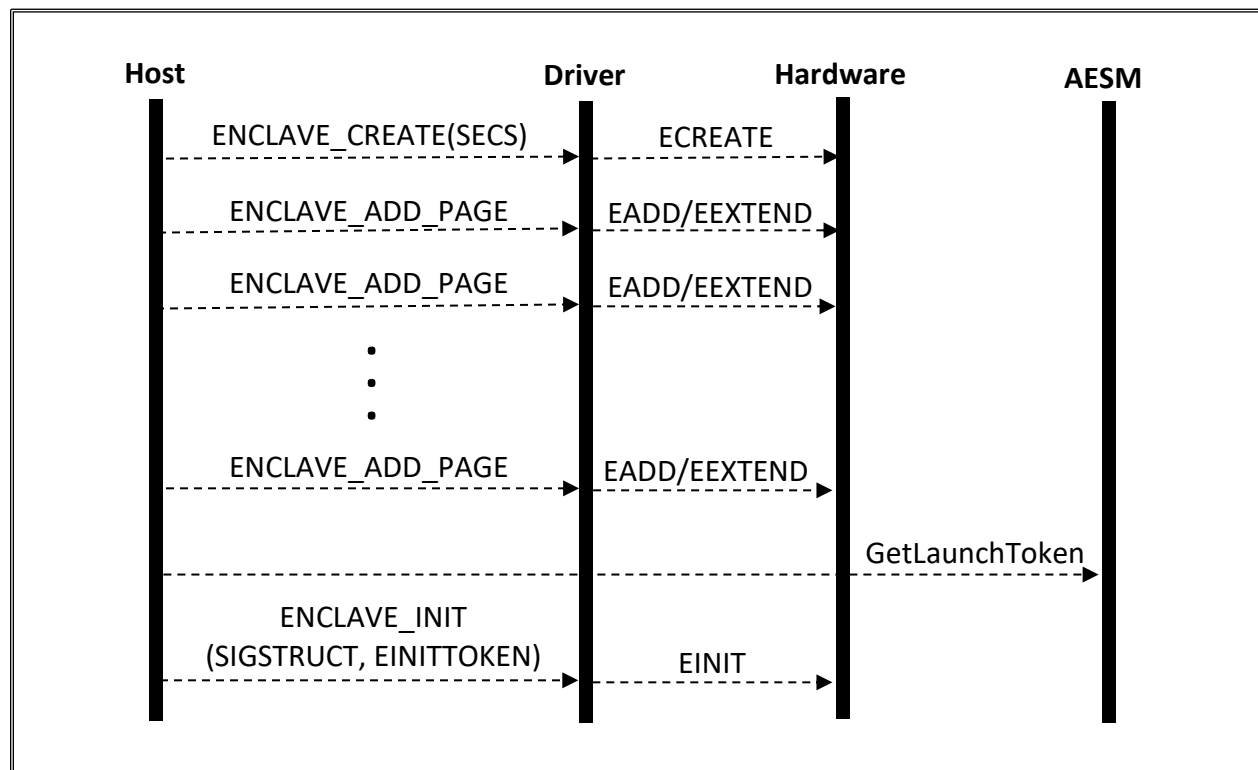 Host
Driver
Hardware
AESM
ENCLAVE_CREATE(SECS)
ECREATE
ENCLAVE_ADD_PAGE
EADD/EEXTEND
ENCLAVE_ADD_PAGE
EADD/EEXTEND
ENCLAVE_ADD_PAGE
EADD/EEXTEND
GetLaunchToken
ENCLAVE_INIT
(SIGSTRUCT, EINITTOKEN)
EINIT